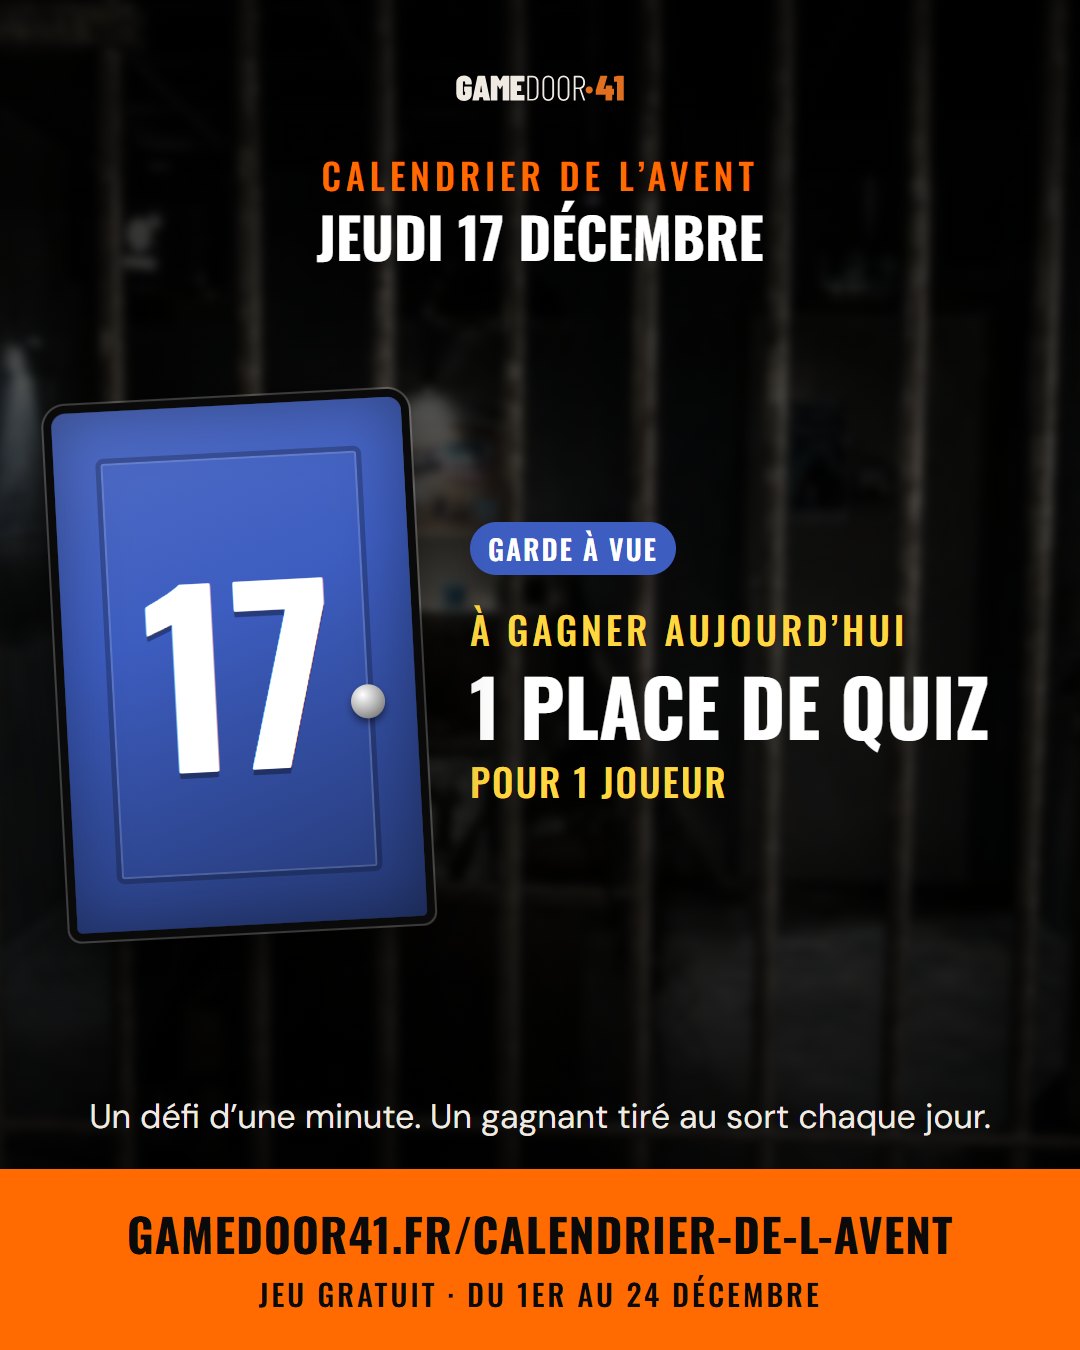 GAMEDOOR·41
CALENDRIER DE L’AVENT
JEUDI 17 DÉCEMBRE
17
GARDE À VUE
À GAGNER AUJOURD’HUI
1 PLACE DE QUIZ
POUR 1 JOUEUR
Un défi d’une minute. Un gagnant tiré au sort chaque jour.
GAMEDOOR41.FR/CALENDRIER-DE-L-AVENT
JEU GRATUIT · DU 1ER AU 24 DÉCEMBRE